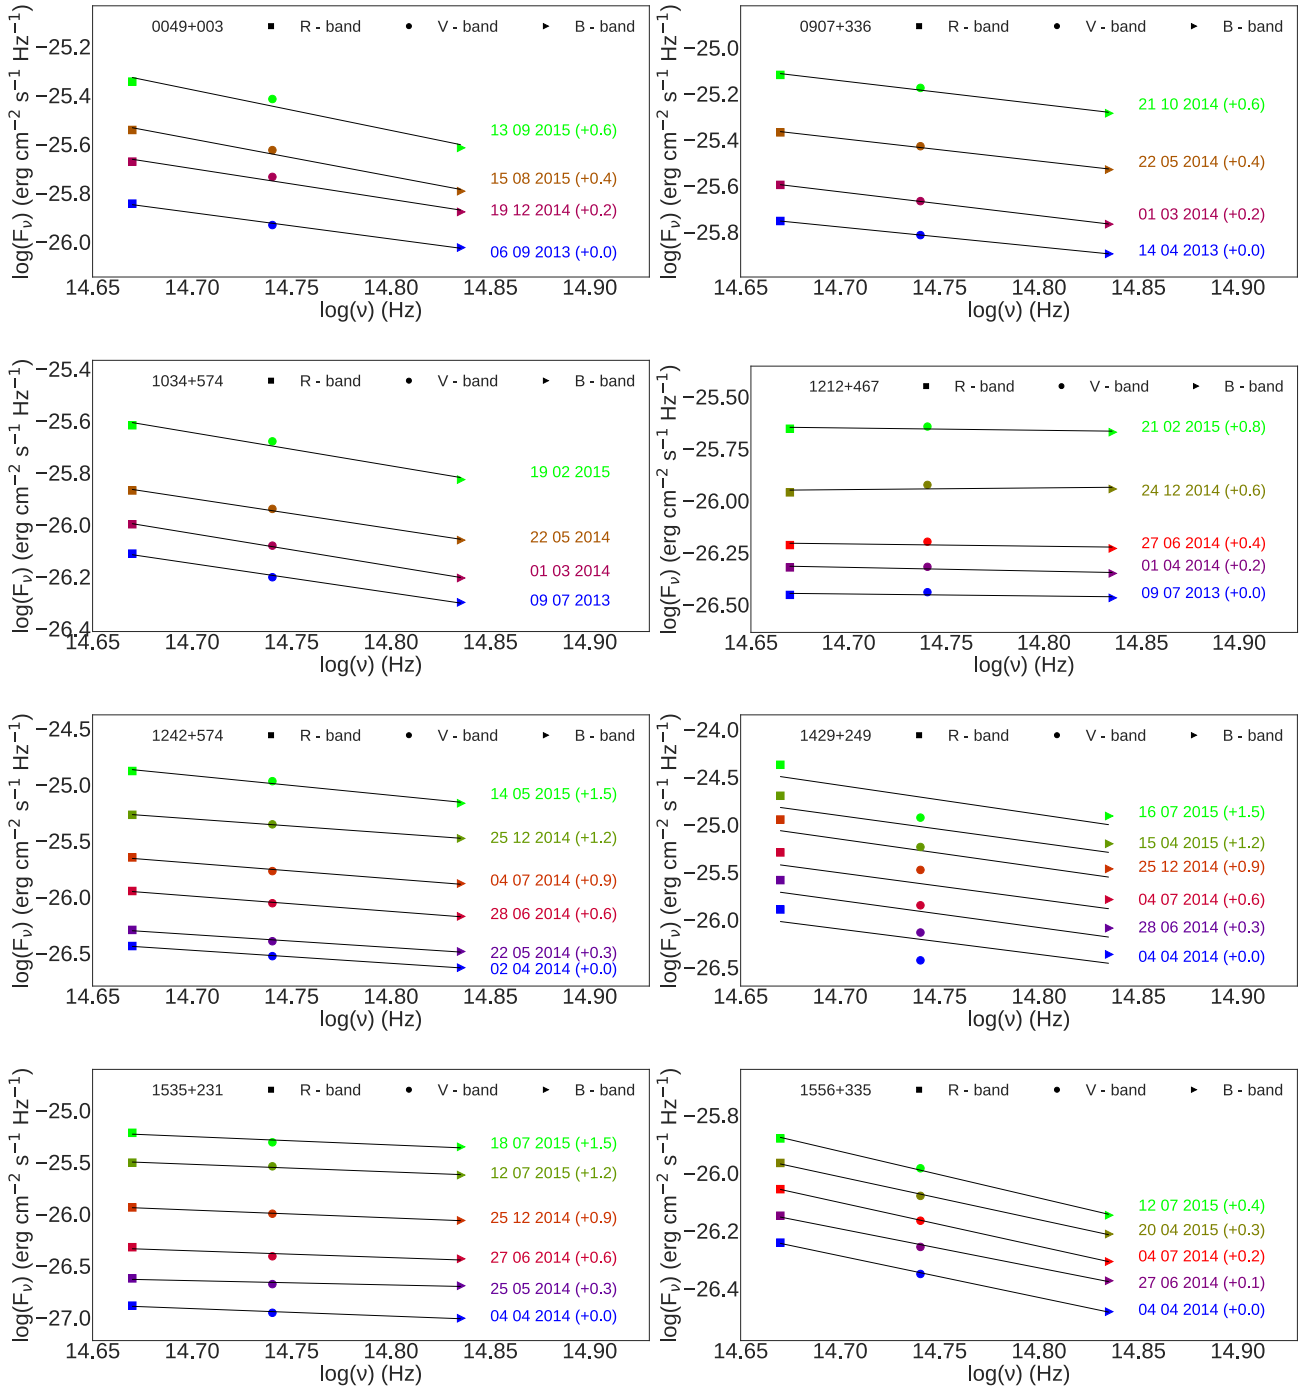 0049+003 R - band V - band B - band
log(Fν) (erg cm−2 s−1 Hz−1)
−25.2
−25.4
−25.6
−25.8
−26.0
13 09 2015 (+0.6)
15 08 2015 (+0.4)
19 12 2014 (+0.2)
06 09 2013 (+0.0)
14.65 14.70 14.75 14.80 14.85 14.90
log(ν) (Hz)
0907+336 R - band V - band B - band
log(Fν) (erg cm−2 s−1 Hz−1)
−25.0
−25.2
−25.4
−25.6
−25.8
21 10 2014 (+0.6)
22 05 2014 (+0.4)
01 03 2014 (+0.2)
14 04 2013 (+0.0)
14.65 14.70 14.75 14.80 14.85 14.90
log(ν) (Hz)
1034+574 R - band V - band B - band
log(Fν) (erg cm−2 s−1 Hz−1)
−25.4
−25.6
−25.8
−26.0
−26.2
−26.4
19 02 2015
22 05 2014
01 03 2014
09 07 2013
14.65 14.70 14.75 14.80 14.85 14.90
log(ν) (Hz)
1212+467 R - band V - band B - band
log(Fν) (erg cm−2 s−1 Hz−1)
−25.50
−25.75
−26.00
−26.25
−26.50
21 02 2015 (+0.8)
24 12 2014 (+0.6)
27 06 2014 (+0.4)
01 04 2014 (+0.2)
09 07 2013 (+0.0)
14.65 14.70 14.75 14.80 14.85 14.90
log(ν) (Hz)
1242+574 R - band V - band B - band
log(Fν) (erg cm−2 s−1 Hz−1)
−24.5
−25.0
−25.5
−26.0
−26.5
14 05 2015 (+1.5)
25 12 2014 (+1.2)
04 07 2014 (+0.9)
28 06 2014 (+0.6)
22 05 2014 (+0.3)
02 04 2014 (+0.0)
14.65 14.70 14.75 14.80 14.85 14.90
log(ν) (Hz)
1429+249 R - band V - band B - band
log(Fν) (erg cm−2 s−1 Hz−1)
−24.0
−24.5
−25.0
−25.5
−26.0
−26.5
16 07 2015 (+1.5)
15 04 2015 (+1.2)
25 12 2014 (+0.9)
04 07 2014 (+0.6)
28 06 2014 (+0.3)
04 04 2014 (+0.0)
14.65 14.70 14.75 14.80 14.85 14.90
log(ν) (Hz)
1535+231 R - band V - band B - band
log(Fν) (erg cm−2 s−1 Hz−1)
−25.0
−25.5
−26.0
−26.5
−27.0
18 07 2015 (+1.5)
12 07 2015 (+1.2)
25 12 2014 (+0.9)
27 06 2014 (+0.6)
25 05 2014 (+0.3)
04 04 2014 (+0.0)
14.65 14.70 14.75 14.80 14.85 14.90
log(ν) (Hz)
1556+335 R - band V - band B - band
log(Fν) (erg cm−2 s−1 Hz−1)
−25.8
−26.0
−26.2
−26.4
12 07 2015 (+0.4)
20 04 2015 (+0.3)
04 07 2014 (+0.2)
27 06 2014 (+0.1)
04 04 2014 (+0.0)
14.65 14.70 14.75 14.80 14.85 14.90
log(ν) (Hz)